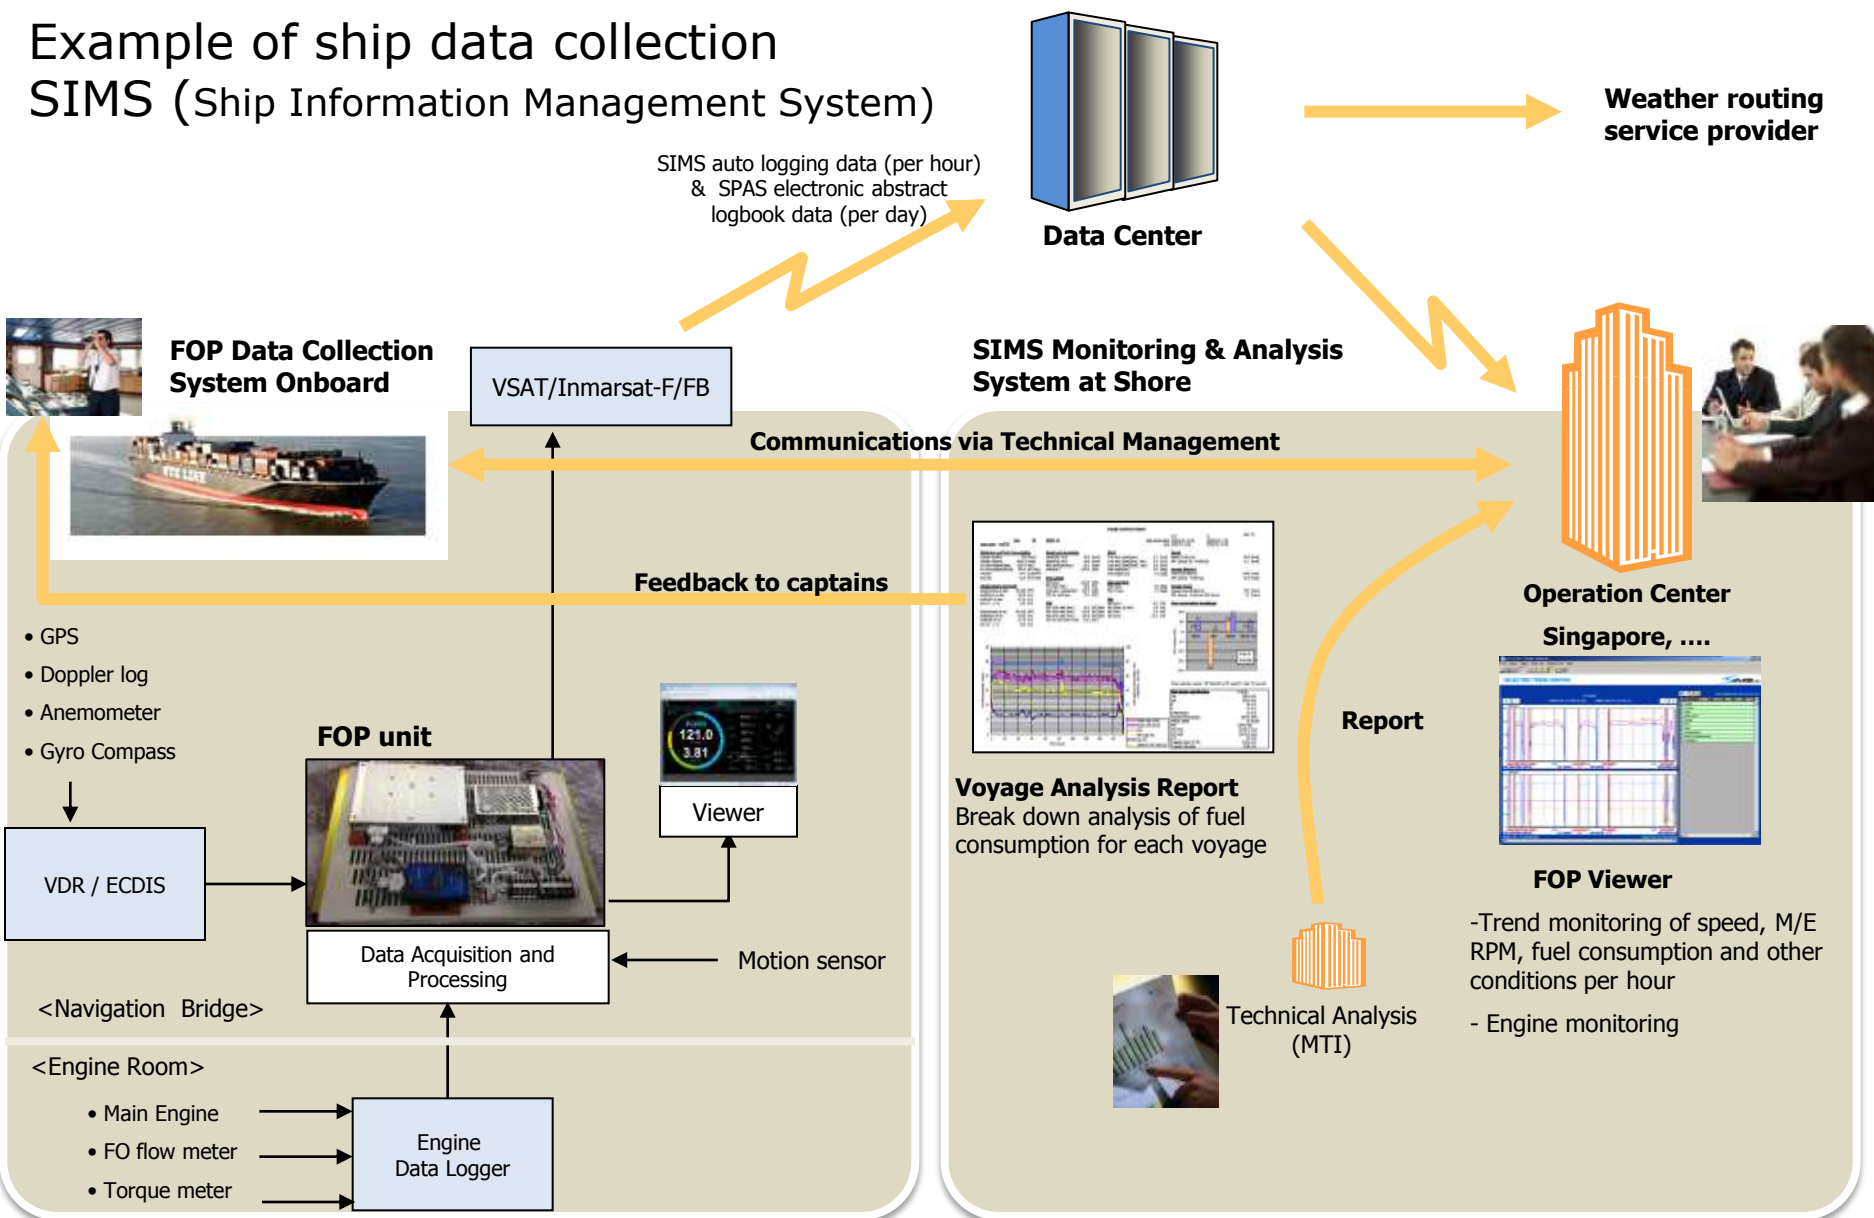 Example of ship data collection
SIMS (Ship Information Management System)
SIMS auto logging data (per hour)
& SPAS electronic abstract
logbook data (per day)
Data Center
Weather routing
service provider
FOP Data Collection
System Onboard
VSAT/Inmarsat-F/FB
SIMS Monitoring & Analysis
System at Shore
Communications via Technical Management
Feedback to captains
• GPS
• Doppler log
• Anemometer
• Gyro Compass
FOP unit
121.0
3.81
Viewer
VDR / ECDIS
Data Acquisition and
Processing
Motion sensor
<Navigation Bridge>
<Engine Room>
• Main Engine
• FO flow meter
• Torque meter
Engine
Data Logger
Voyage Analysis Report
Break down analysis of fuel
consumption for each voyage
Report
Technical Analysis
(MTI)
Operation Center
Singapore, ....
FOP Viewer
-Trend monitoring of speed, M/E
RPM, fuel consumption and other
conditions per hour
- Engine monitoring